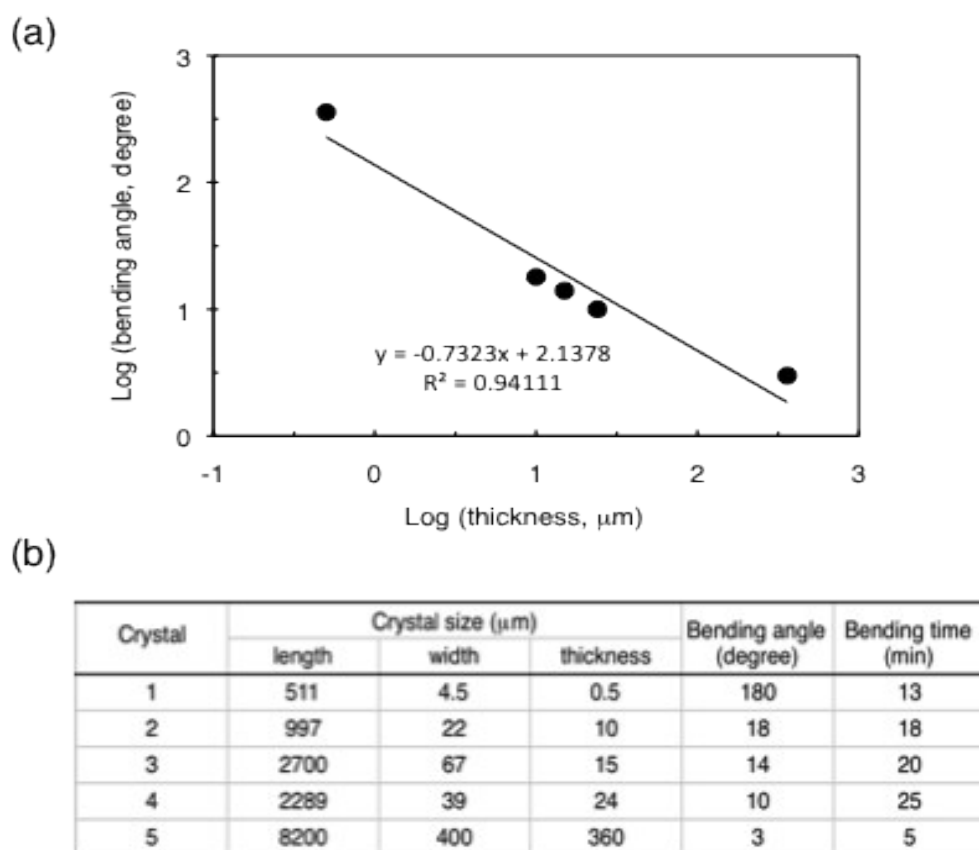 (a)
3
2
1
0
-1 0 1 2 3
Log (bending angle, degree)
y = -0.7323x + 2.1378
R² = 0.94111
Log (thickness, μm)
(b)
Crystal Crystal size (μm) Bending angle (degree) Bending time (min)
length width thickness
1 511 4.5 0.5 180 13
2 997 22 10 18 18
3 2700 67 15 14 20
4 2289 39 24 10 25
5 8200 400 360 3 5